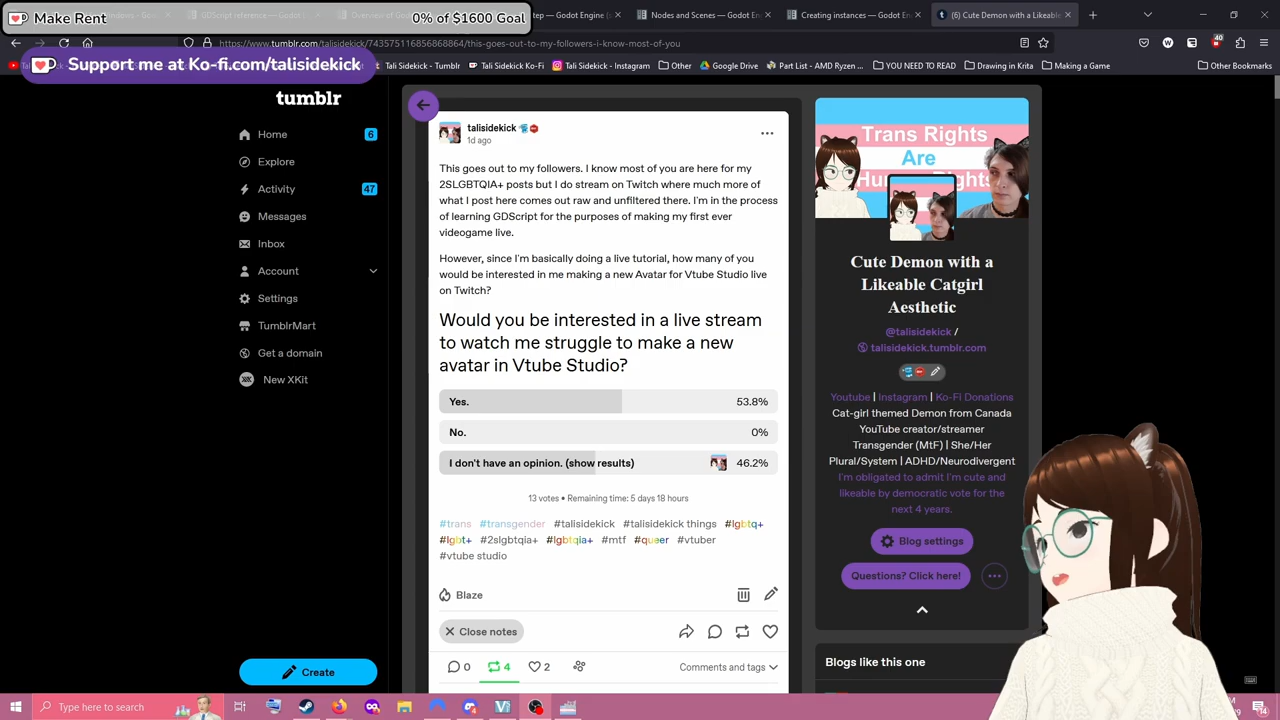 Make Rent
0% of $1600 Goal
GDScript reference — Godot
Nodes and Scenes — Godot E
Creating instances — Godot E
(6) Cute Demon with a Likeable
https://www.tumblr.com/talisidekick/743575116856868864/this-goes-out-to-my-followers-i-know-most-of-you
40
Support me at Ko-fi.com/talisidekick
Tali Sidekick - Tumblr
Tali Sidekick Ko-Fi
Tali Sidekick - Instagram
Other
Google Drive
Part List - AMD Ryzen ...
YOU NEED TO READ
Drawing in Krita
Making a Game
Other Bookmarks
tumblr
Home 6
Explore
Activity 47
Messages
Inbox
Account
Settings
TumblrMart
Get a domain
New XKit
Create
talisidekick
1d ago
This goes out to my followers. I know most of you are here for my
2SLGBTQIA+ posts but I do stream on Twitch where much more of
what I post here comes out raw and unfiltered there. I'm in the process
of learning GDScript for the purposes of making my first ever
videogame live.
However, since I'm basically doing a live tutorial, how many of you
would be interested in me making a new Avatar for Vtube Studio live
on Twitch?
Would you be interested in a live stream
to watch me struggle to make a new
avatar in Vtube Studio?
Yes. 53.8%
No. 0%
I don't have an opinion. (show results) 46.2%
13 votes • Remaining time: 5 days 18 hours
#trans #transgender #talisidekick #talisidekick things #lgbtq+
#lgbt+ #2slgbtqia+ #lgbtqia+ #mtf #queer #vtuber
#vtube studio
Blaze
Close notes
0 4 2
Comments and tags
Trans Rights
Are
Cute Demon with a
Likeable Catgirl
Aesthetic
@talisidekick /
talisidekick.tumblr.com
Youtube | Instagram | Ko-Fi Donations
Cat-girl themed Demon from Canada
YouTube creator/streamer
Transgender (MtF) | She/Her
Plural/System | ADHD/Neurodivergent
I'm obligated to admit I'm cute and
likeable by democratic vote for the
next 4 years.
Blog settings
Questions? Click here!
Blogs like this one
Type here to search
14